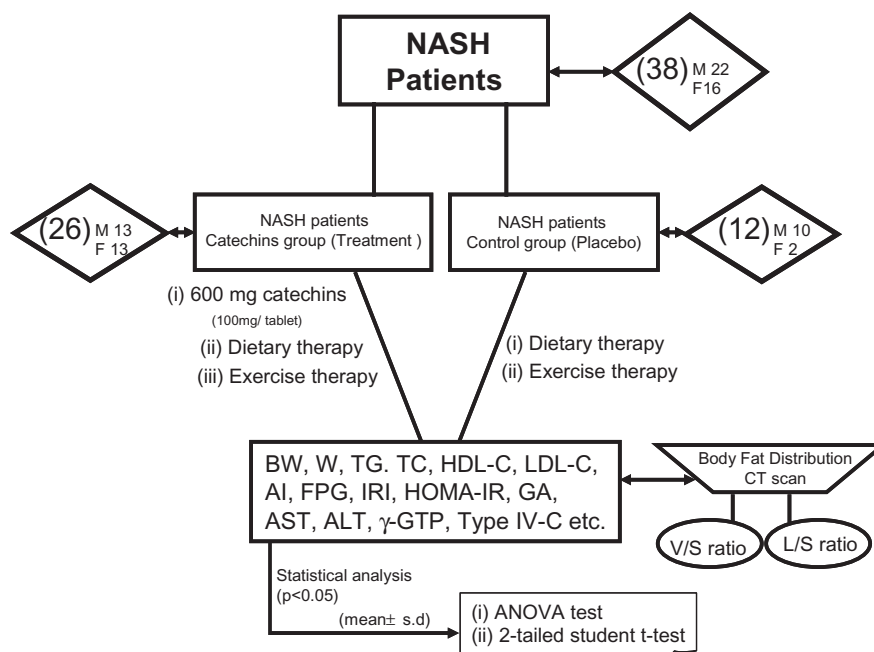 NASH
Patients
(38) M 22
F16
(26) M 13
F 13
NASH patients
Catechins group (Treatment )
NASH patients
Control group (Placebo)
(12) M 10
F 2
(i) 600 mg catechins
(100mg/ tablet)
(ii) Dietary therapy
(iii) Exercise therapy
(i) Dietary therapy
(ii) Exercise therapy
BW, W, TG. TC, HDL-C, LDL-C,
AI, FPG, IRI, HOMA-IR, GA,
AST, ALT, γ-GTP, Type IV-C etc.
Body Fat Distribution
CT scan
V/S ratio
L/S ratio
Statistical analysis
(p<0.05)
(mean± s.d)
(i) ANOVA test
(ii) 2-tailed student t-test